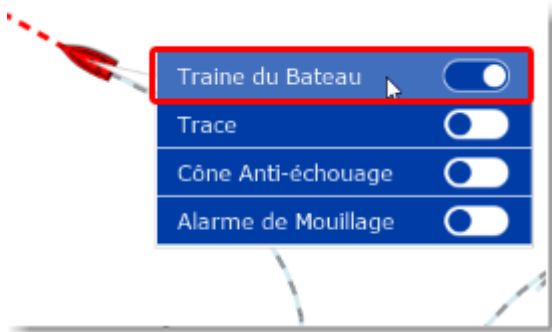 Traine du Bateau
Trace
Cône Anti-échouage
Alarme de Mouillage